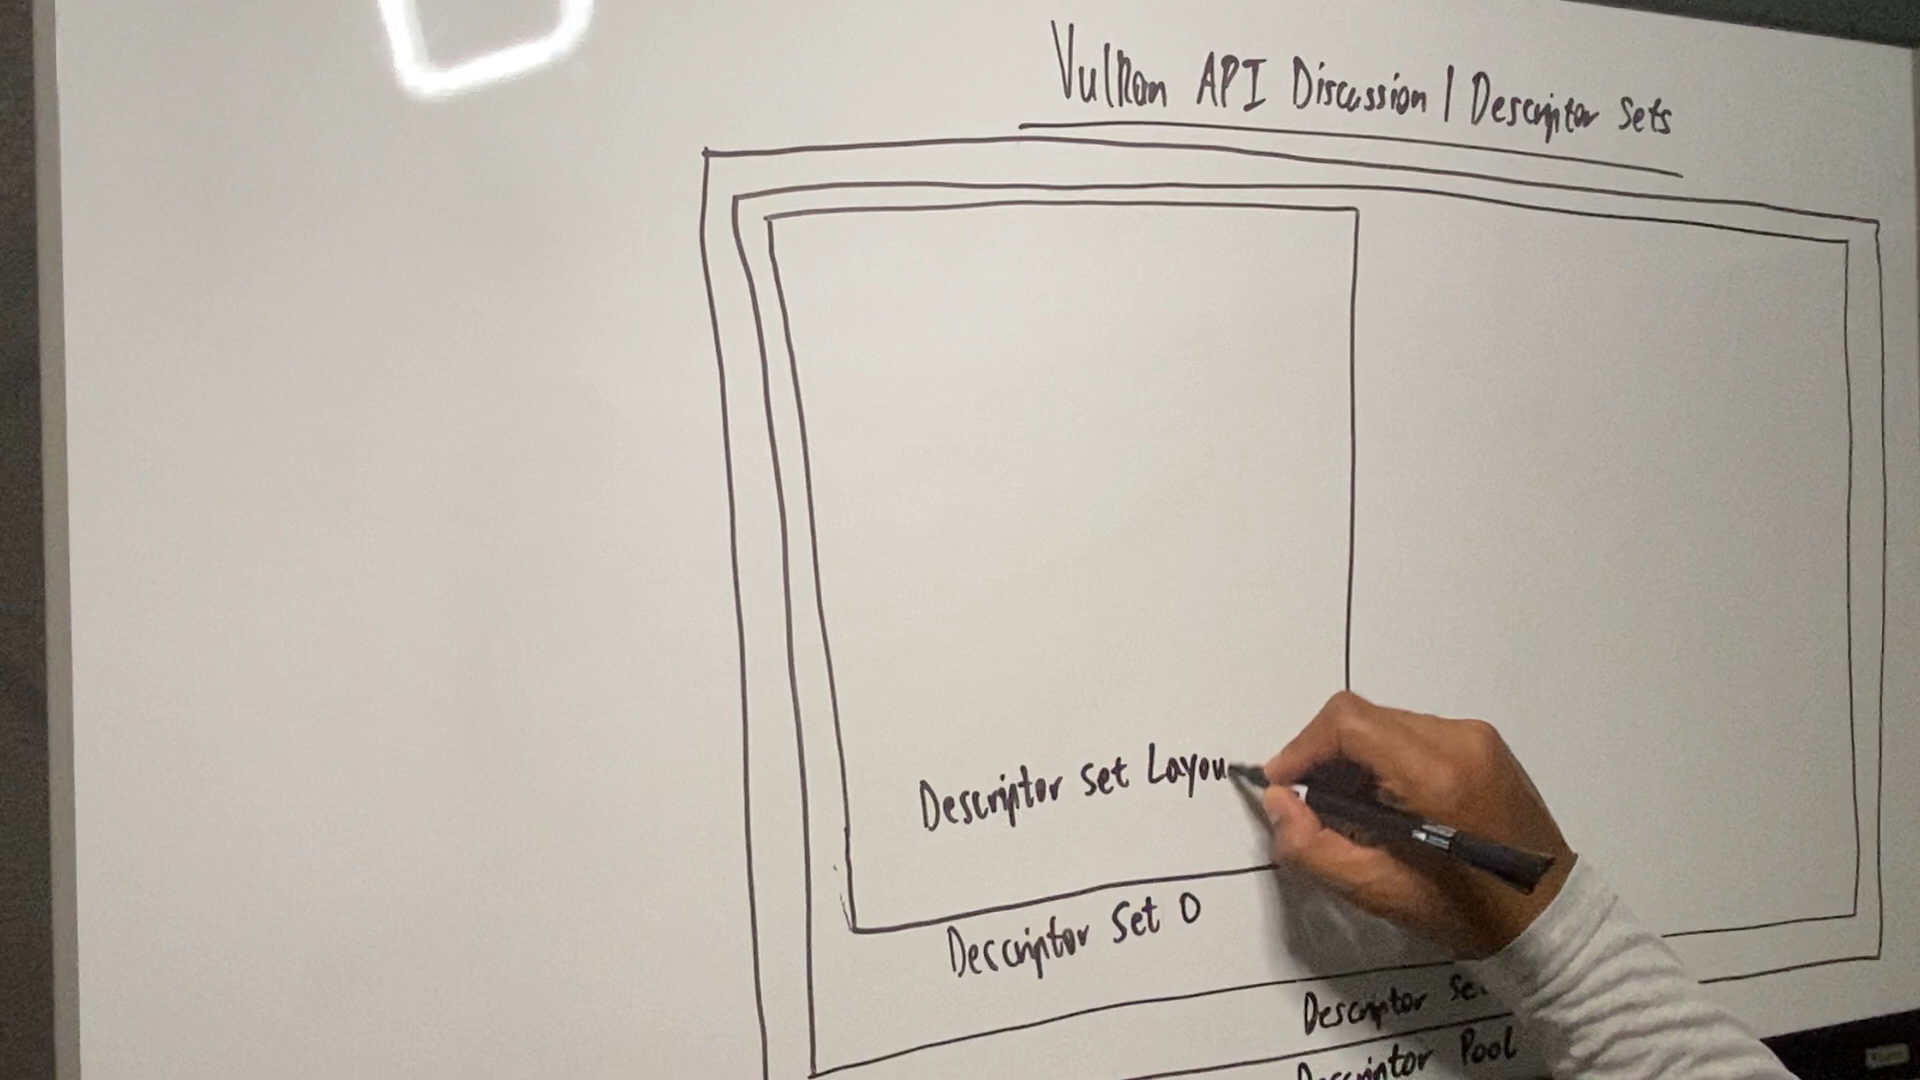 Vulkan API Discussion | Descriptor Sets
Descriptor Set Layou
Descriptor Set 0
Descriptor Se
Descriptor Pool